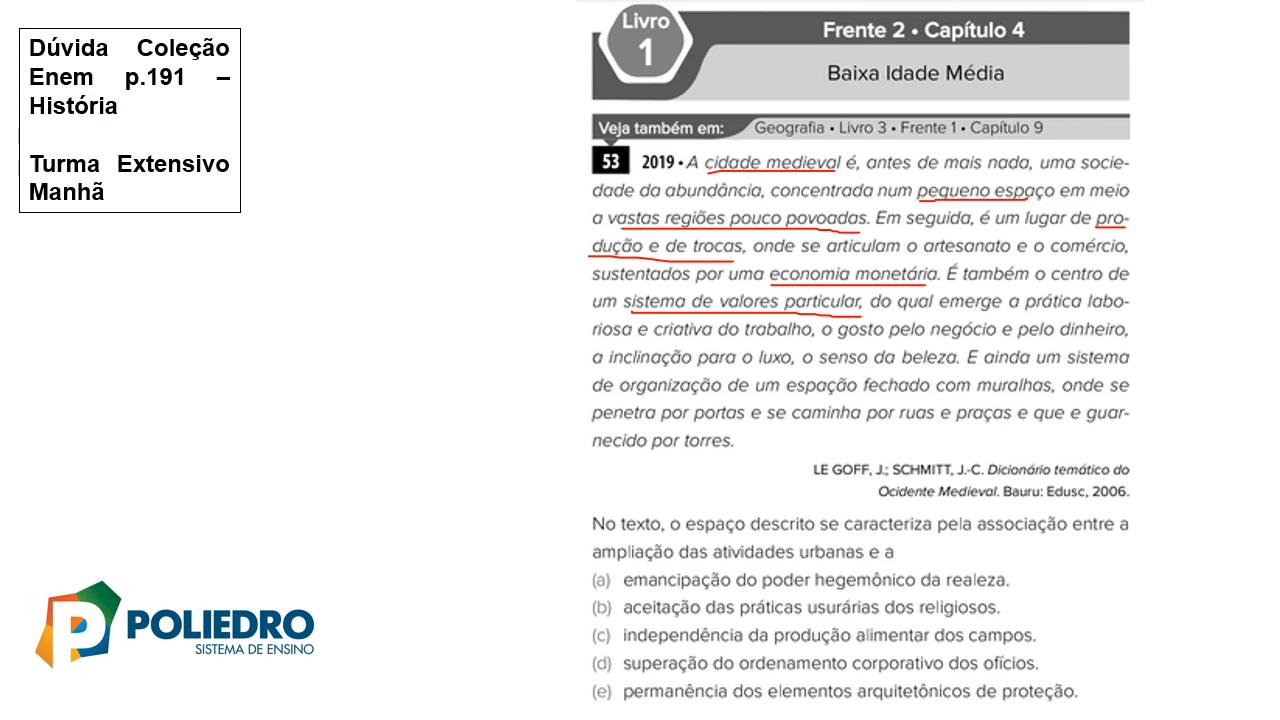 Dúvida Coleção
Enem p.191 –
História
Turma Extensivo
Manhã
Livro
1
Frente 2 • Capítulo 4
Baixa Idade Média
Veja também em: Geografia • Livro 3 • Frente 1 • Capítulo 9
53 2019 • A cidade medieval é, antes de mais nada, uma socie-
dade da abundância, concentrada num pequeno espaço em meio
a vastas regiões pouco povoadas. Em seguida, é um lugar de pro-
dução e de trocas, onde se articulam o artesanato e o comércio,
sustentados por uma economia monetária. É também o centro de
um sistema de valores particular, do qual emerge a prática labo-
riosa e criativa do trabalho, o gosto pelo negócio e pelo dinheiro,
a inclinação para o luxo, o senso da beleza. E ainda um sistema
de organização de um espação fechado com muralhas, onde se
penetra por portas e se caminha por ruas e praças e que e guar-
necido por torres.
LE GOFF, J.; SCHMITT, J.-C. Dicionário temático do
Ocidente Medieval. Bauru: Edusc, 2006.
No texto, o espaço descrito se caracteriza pela associação entre a
ampliação das atividades urbanas e a
(a) emancipação do poder hegemônico da realeza.
(b) aceitação das práticas usurárias dos religiosos.
(c) independência da produção alimentar dos campos.
(d) superação do ordenamento corporativo dos ofícios.
(e) permanência dos elementos arquitetônicos de proteção.
POLIEDRO
SISTEMA DE ENSINO